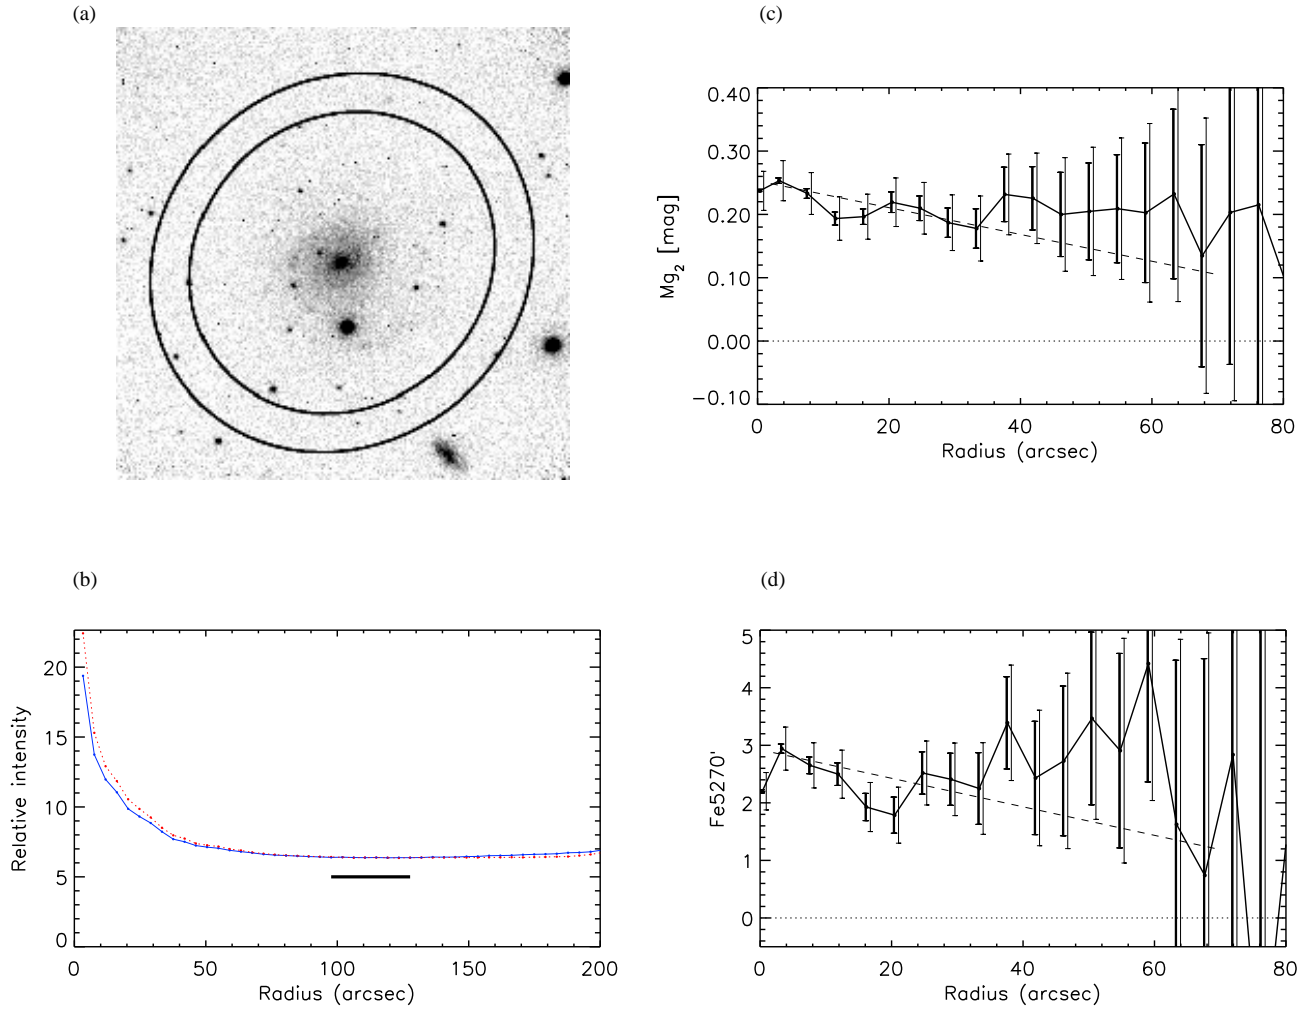 (a)
(c)
0.40
0.30
0.20
0.10
0.00
−0.10
Mg2 [mag]
0 20 40 60 80
Radius (arcsec)
(b)
(d)
20
15
10
5
0
Relative intensity
0 50 100 150 200
Radius (arcsec)
5
4
3
2
1
0
Fe5270'
0 20 40 60 80
Radius (arcsec)